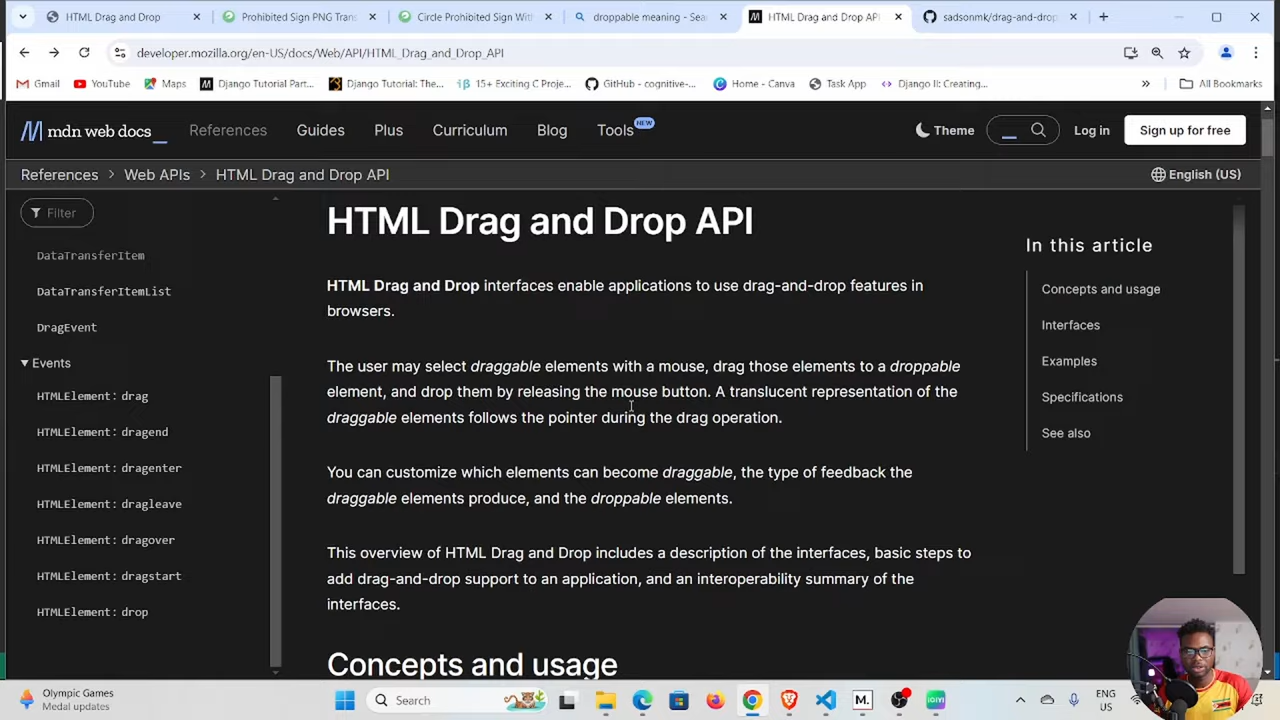 HTML Drag and Drop
Prohibited Sign PNG Tran
Circle Prohibited Sign With
droppable meaning - Sea
HTML Drag and Drop API
sadsonmk/drag-and-drop
developer.mozilla.org/en-US/docs/Web/API/HTML_Drag_and_Drop_API
Gmail
YouTube
Maps
Django Tutorial Part...
Django Tutorial: The...
15+ Exciting C Proje...
GitHub - cognitive-...
Home - Canva
Task App
Django II: Creating...
»
All Bookmarks
mdn web docs
References
Guides
Plus
Curriculum
Blog
Tools NEW
Theme
Log in
Sign up for free
References > Web APIs > HTML Drag and Drop API
English (US)
Filter
DataTransferItem
DataTransferItemList
DragEvent
Events
HTMLElement: drag
HTMLElement: dragend
HTMLElement: dragenter
HTMLElement: dragleave
HTMLElement: dragover
HTMLElement: dragstart
HTMLElement: drop
HTML Drag and Drop API
HTML Drag and Drop interfaces enable applications to use drag-and-drop features in
browsers.
The user may select draggable elements with a mouse, drag those elements to a droppable
element, and drop them by releasing the mouse button. A translucent representation of the
draggable elements follows the pointer during the drag operation.
You can customize which elements can become draggable, the type of feedback the
draggable elements produce, and the droppable elements.
This overview of HTML Drag and Drop includes a description of the interfaces, basic steps to
add drag-and-drop support to an application, and an interoperability summary of the
interfaces.
Concepts and usage
In this article
Concepts and usage
Interfaces
Examples
Specifications
See also
Olympic Games
Medal updates
Search
M.
jam
ENG
US